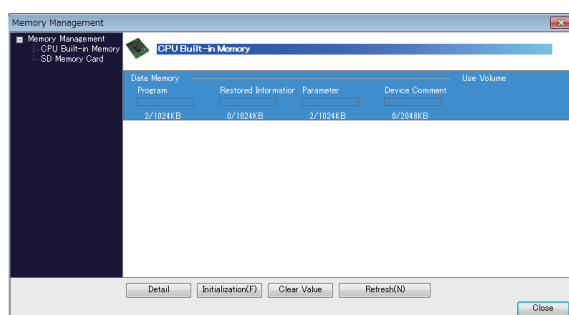 Memory Management
Memory Management
CPU Built-in Memory
SD Memory Card
CPU Built-in Memory
Data Memory
Use Volume
Program Restored Informatior Parameter Device Comment
2/1024KB 0/1024KB 2/1024KB 0/2048KB
Detail Initialization(F) Clear Value Refresh(N)
Close